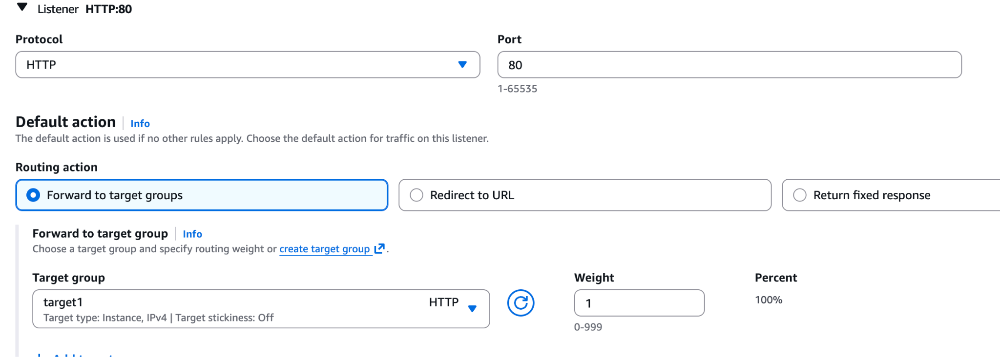 Listener HTTP:80
Protocol Port
HTTP 80
1-65535
Default action Info
The default action is used if no other rules apply. Choose the default action for traffic on this listener.
Routing action
Forward to target groups Redirect to URL Return fixed response
Forward to target group Info
Choose a target group and specify routing weight or create target group .
Target group Weight Percent
target1 HTTP 1 100%
Target type: Instance, IPv4 | Target stickiness: Off
0-999